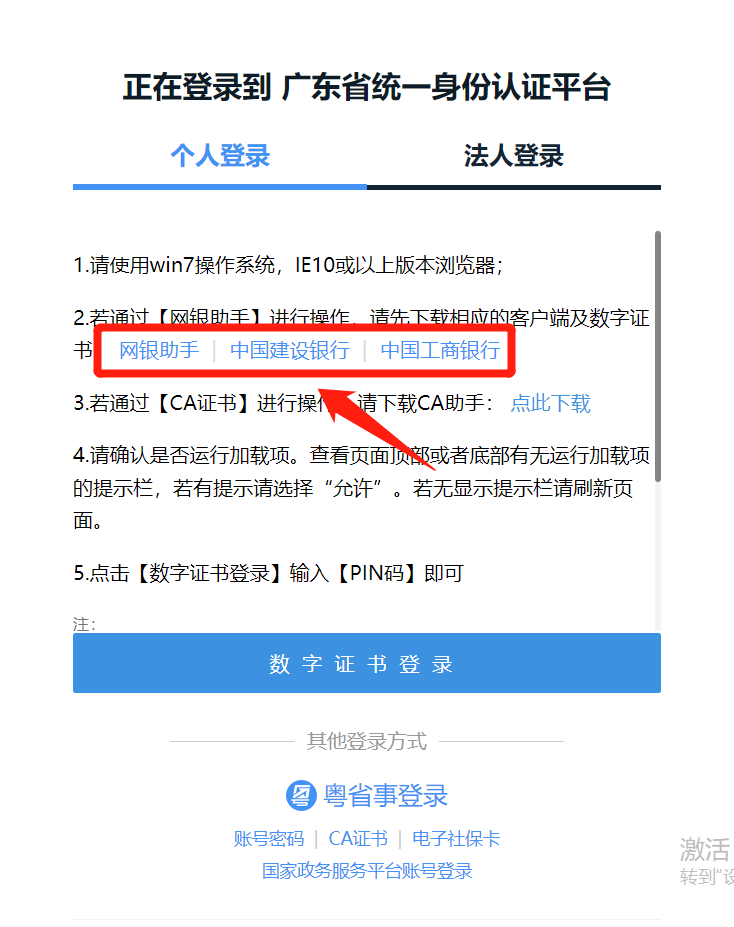 正在登录到 广东省统一身份认证平台
个人登录 法人登录
1.请使用win7操作系统，IE10或以上版本浏览器；
2.若通过【网银助手】进行操作，请先下载相应的客户端及数字证
书 网银助手 | 中国建设银行 | 中国工商银行
3.若通过【CA证书】进行操作 请下载CA助手： 点此下载
4.请确认是否运行加载项。查看页面顶部或者底部有无运行加载项
的提示栏，若有提示请选择“允许”。若无显示提示栏请刷新页
面。
5.点击【数字证书登录】输入【PIN码】即可
注：
数字证书登录
其他登录方式
粤省事登录
账号密码 | CA证书 | 电子社保卡
国家政务服务平台账号登录
激活
转到"设